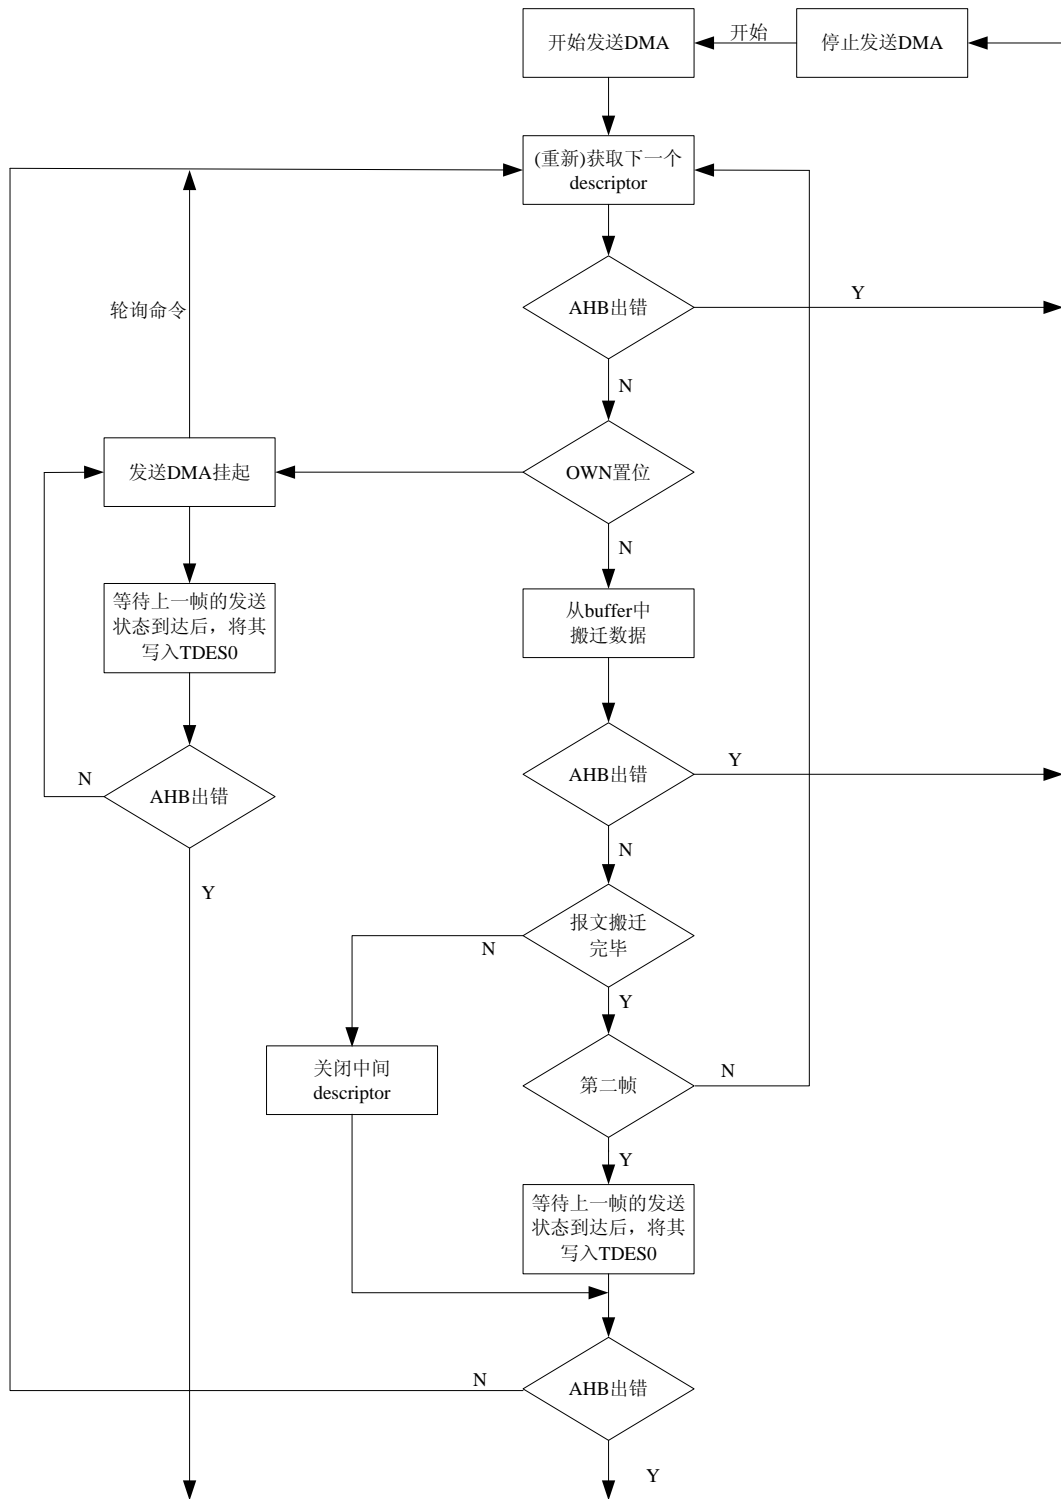 开始发送DMA
开始
停止发送DMA
(重新)获取下一个
descriptor
轮询命令
AHB出错
Y
N
发送DMA挂起
OWN置位
N
等待上一帧的发送
状态到达后，将其
写入TDES0
从buffer中
搬迁数据
N
AHB出错
Y
AHB出错
Y
N
报文搬迁
完毕
N
Y
关闭中间
descriptor
第二帧
N
Y
等待上一帧的发送
状态到达后，将其
写入TDES0
N
AHB出错
Y